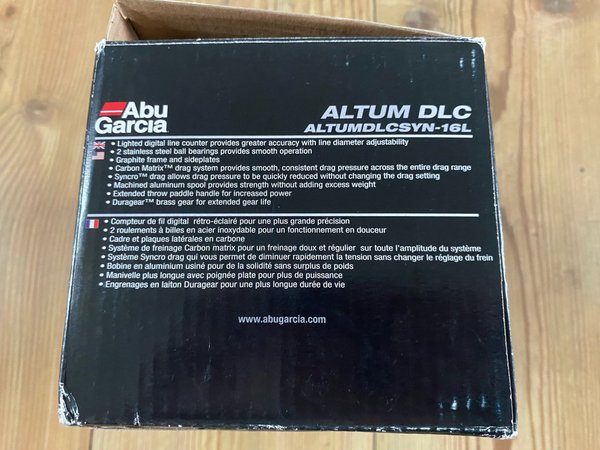 Abu
Garcia
ALTUM DLC
ALTUMDLCSYN-16L
• Lighted digital line counter provides greater accuracy with line diameter adjustability
• 2 stainless steel ball bearings provides smooth operation
• Graphite frame and sideplates
• Carbon Matrix™ drag system provides smooth, consistent drag pressure across the entire drag range
• Syncro™ drag allows drag pressure to be quickly reduced without changing the drag setting
• Machined aluminum spool provides strength without adding excess weight
• Extended throw paddle handle for increased power
• Duragear™ brass gear for extended gear life
• Compteur de fil digital rétro-éclairé pour une plus grande précision
• 2 roulements à billes en acier inoxydable pour un fonctionnement en douceur
• Cadre et plaques latérales en carbone
• Système de freinage Carbon matrix pour un freinage doux et régulier sur toute l'amplitude du système
• Système Syncro drag qui vous permet de diminuer rapidement la tension sans changer le réglage du frein
• Bobine en aluminium usiné pour de la solidité sans surplus de poids
• Manivelle plus longue avec poignée plate pour plus de puissance
• Engrenages en laiton Duragear pour une plus longue durée de vie
www.abugarcia.com